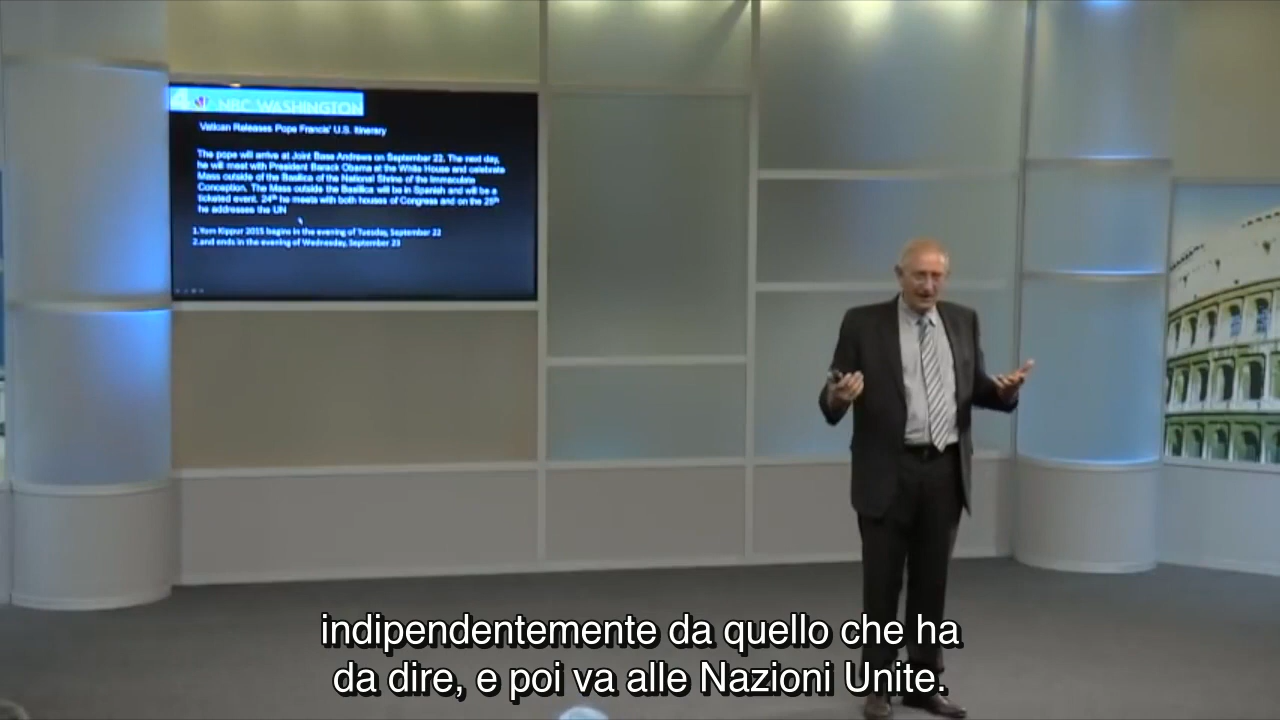 4 NBC WASHINGTON
Vatican Releases Pope Francis' U.S. Itinerary
The pope will arrive at Joint Base Andrews on September 22. The next day,
he will meet with President Barack Obama at the White House and celebrate
Mass outside of the Basilica of the National Shrine of the Immaculate
Conception. The Mass outside the Basilica will be in Spanish and will be a
ticketed event. 24th he meets with both houses of Congress and on the 25th
he addresses the UN
1.Yom Kippur 2015 begins in the evening of Tuesday, September 22
2.and ends in the evening of Wednesday, September 23
indipendentemente da quello che ha
da dire, e poi va alle Nazioni Unite.